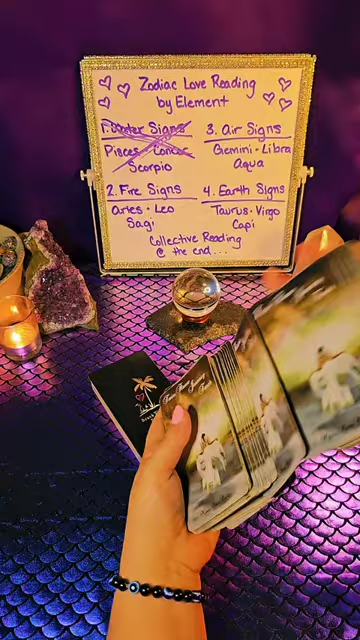 Zodiac Love Reading
by Element
1. Water Signs
Pisces - Cancer
Scorpio
2. Fire Signs
Aries - Leo
Sagi
3. Air Signs
Gemini - Libra
Aqua
4. Earth Signs
Taurus - Virgo
Capi
Collective Reading
@ the end...